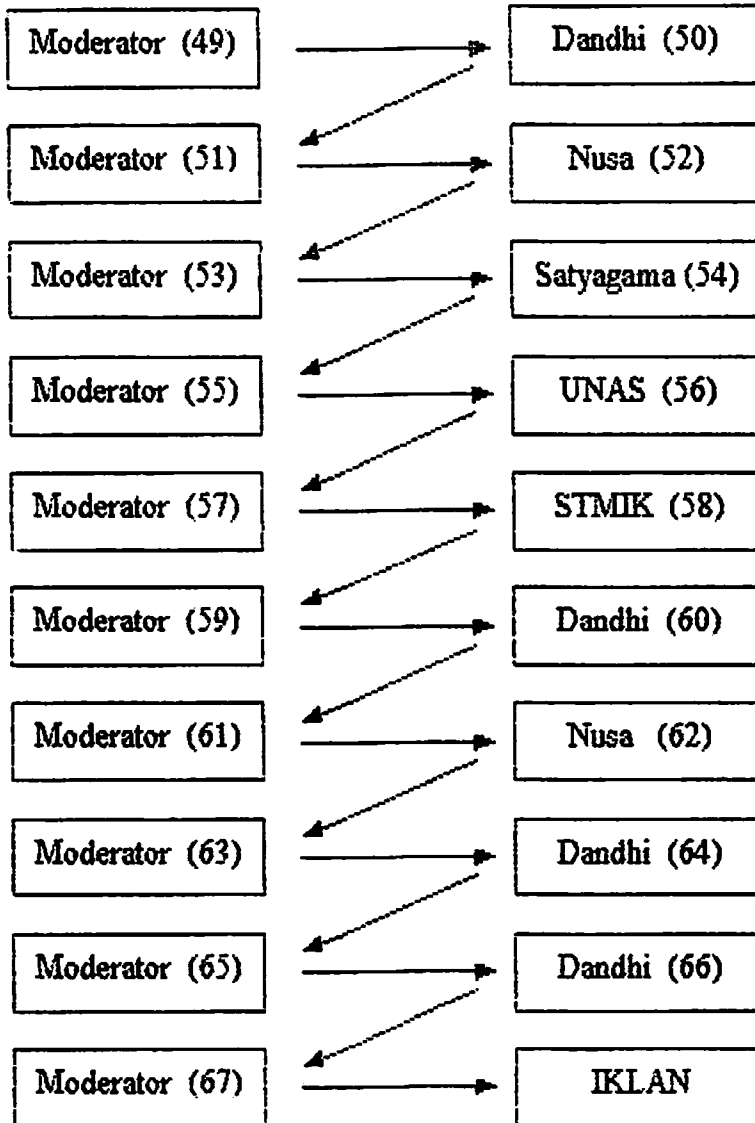 Moderator (49) Dandhi (50)
Moderator (51) Nusa (52)
Moderator (53) Satyagama (54)
Moderator (55) UNAS (56)
Moderator (57) STMIK (58)
Moderator (59) Dandhi (60)
Moderator (61) Nusa (62)
Moderator (63) Dandhi (64)
Moderator (65) Dandhi (66)
Moderator (67) IKLAN